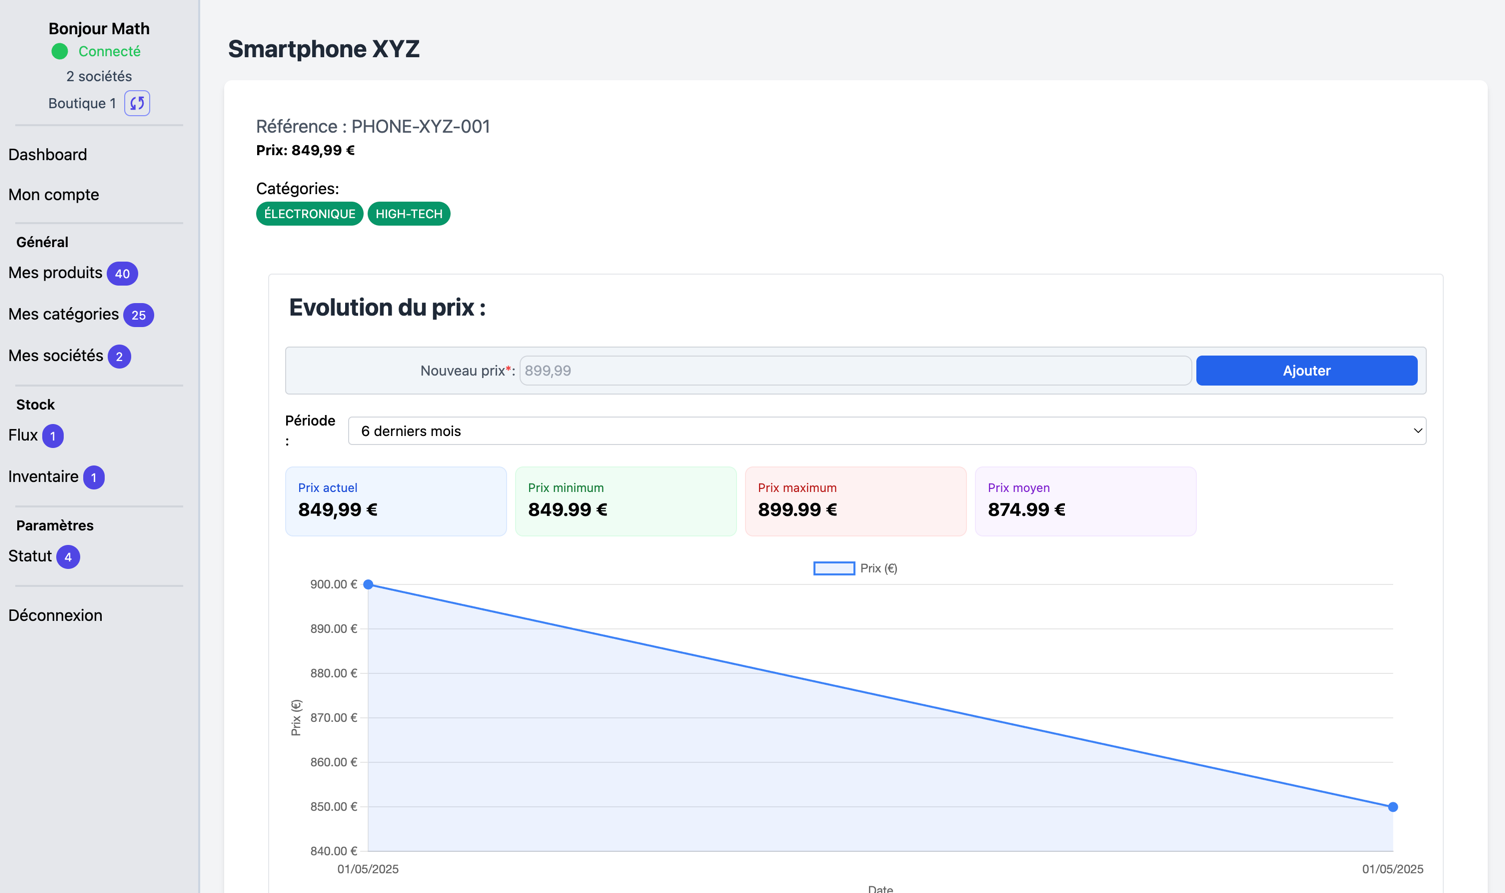 Bonjour Math
Connecté
2 sociétés
Boutique 1
Dashboard
Mon compte
Général
Mes produits 40
Mes catégories 25
Mes sociétés 2
Stock
Flux 1
Inventaire 1
Paramètres
Statut 4
Déconnexion
Smartphone XYZ
Référence : PHONE-XYZ-001
Prix: 849,99 €
Catégories:
ÉLECTRONIQUE HIGH-TECH
Evolution du prix :
Nouveau prix*: 899,99 Ajouter
Période
:
6 derniers mois
Prix actuel
849,99 €
Prix minimum
849.99 €
Prix maximum
899.99 €
Prix moyen
874.99 €
Prix (€)
900.00 €
890.00 €
880.00 €
870.00 €
860.00 €
850.00 €
840.00 €
Prix (€)
01/05/2025 01/05/2025
Date